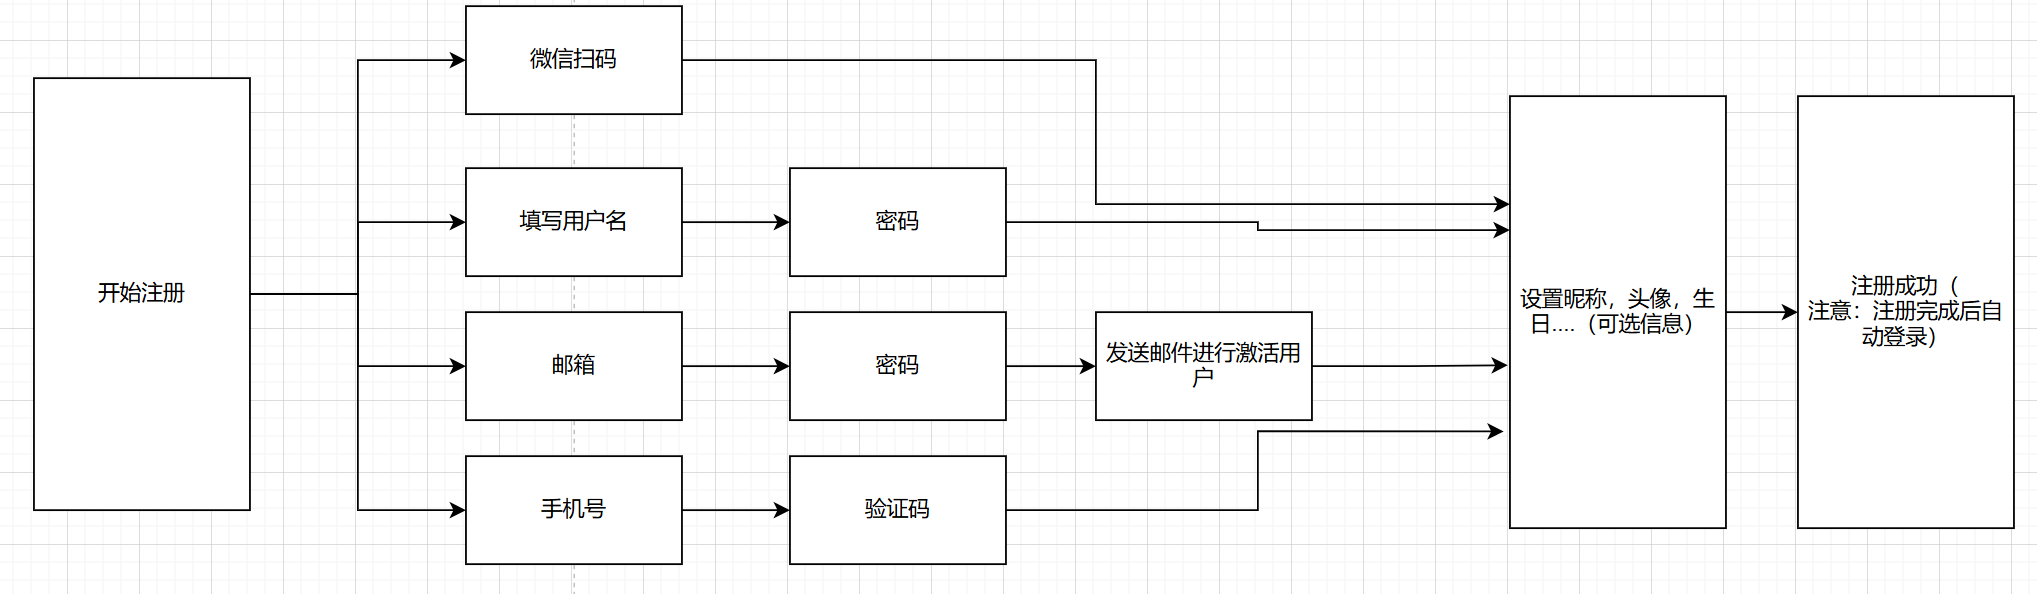 微信扫码
开始注册
填写用户名
密码
邮箱
密码
发送邮件进行激活用
户
手机号
验证码
设置昵称，头像，生
日....（可选信息）
注册成功（
注意：注册完成后自
动登录）